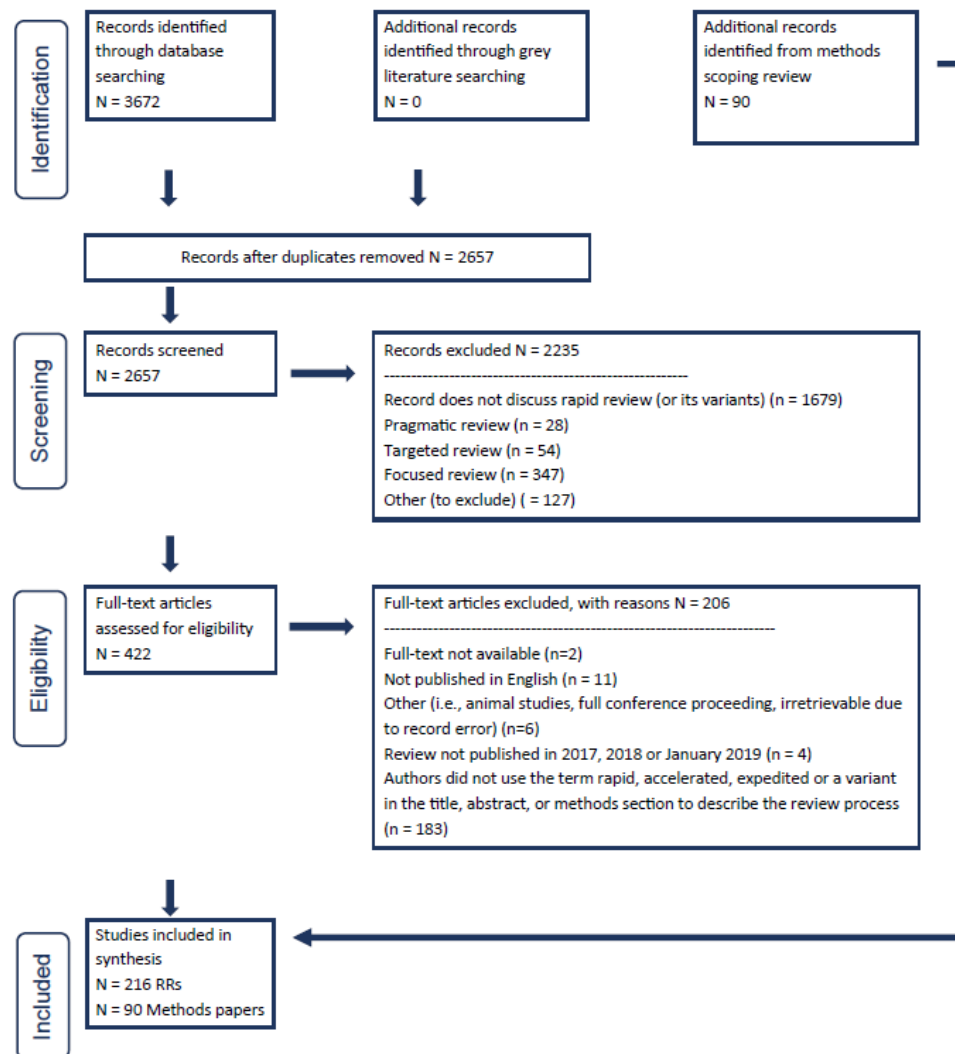 Identification
Records identified
through database
searching
N = 3672
Additional records
identified through grey
literature searching
N = 0
Additional records
identified from methods
scoping review
N = 90
Records after duplicates removed N = 2657
Screening
Records screened
N = 2657
Records excluded N = 2235
--------------------------------------------------------
Record does not discuss rapid review (or its variants) (n = 1679)
Pragmatic review (n = 28)
Targeted review (n = 54)
Focused review (n = 347)
Other (to exclude) ( = 127)
Eligibility
Full-text articles
assessed for eligibility
N = 422
Full-text articles excluded, with reasons N = 206
------------------------------------------------------------------------
Full-text not available (n=2)
Not published in English (n = 11)
Other (i.e., animal studies, full conference proceeding, irretrievable due
to record error) (n=6)
Review not published in 2017, 2018 or January 2019 (n = 4)
Authors did not use the term rapid, accelerated, expedited or a variant
in the title, abstract, or methods section to describe the review process
(n = 183)
Included
Studies included in
synthesis
N = 216 RRs
N = 90 Methods papers